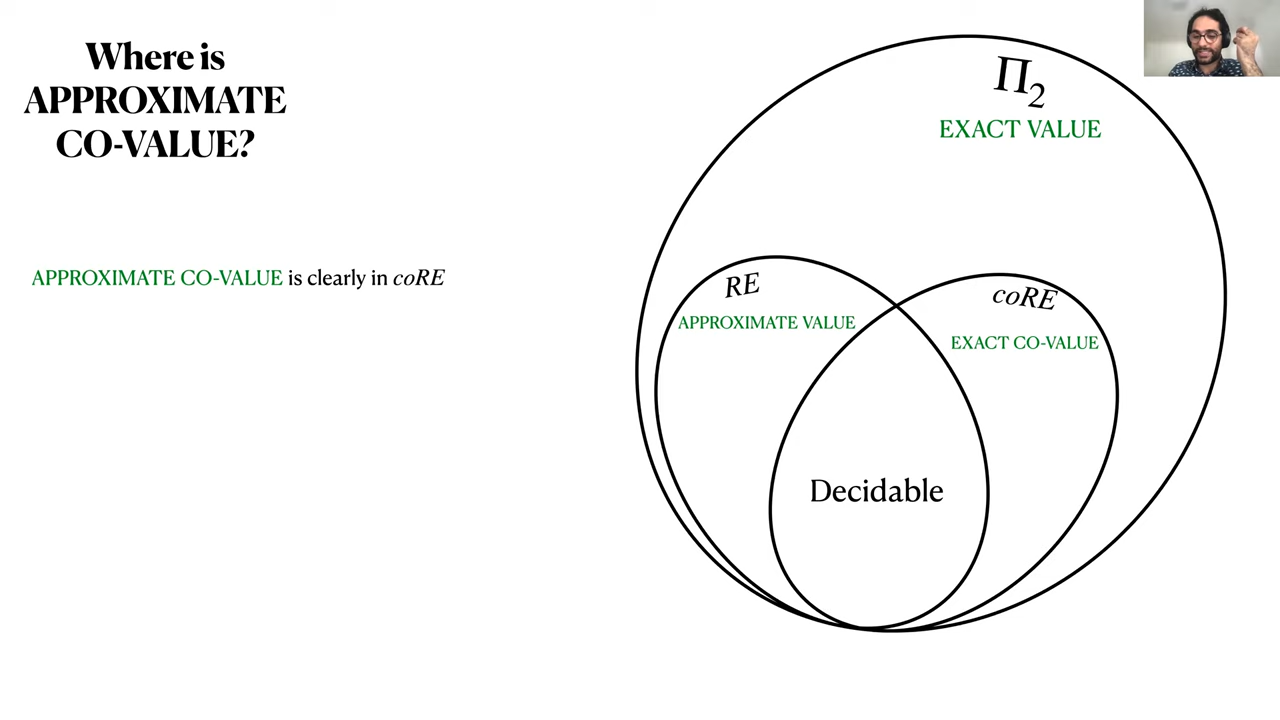 Where is
APPROXIMATE
CO-VALUE?
APPROXIMATE CO-VALUE is clearly in coRE
Π₂
EXACT VALUE
RE
APPROXIMATE VALUE
coRE
EXACT CO-VALUE
Decidable